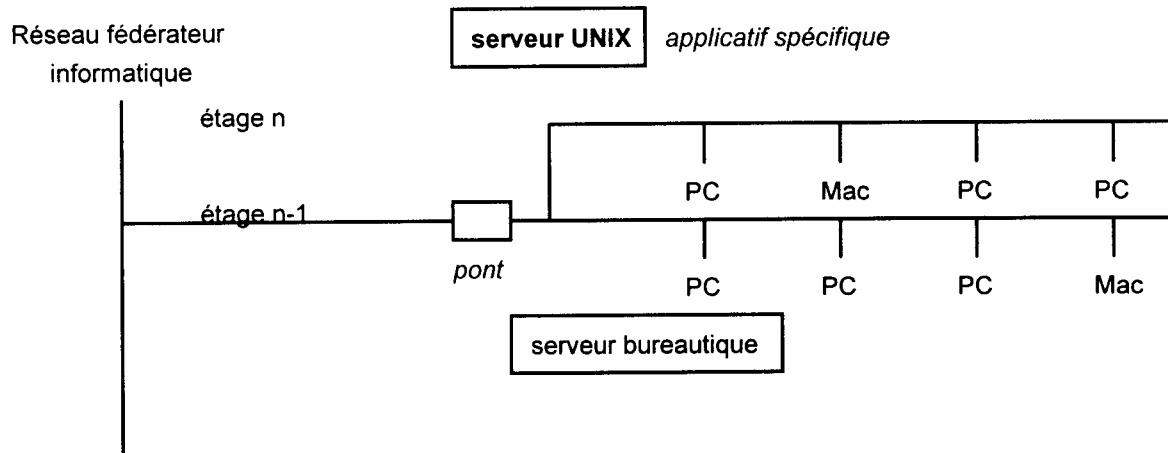 Réseau fédérateur
informatique
serveur UNIX applicatif spécifique
étage n
PC Mac PC PC
étage n-1
pont
PC PC PC Mac
serveur bureautique